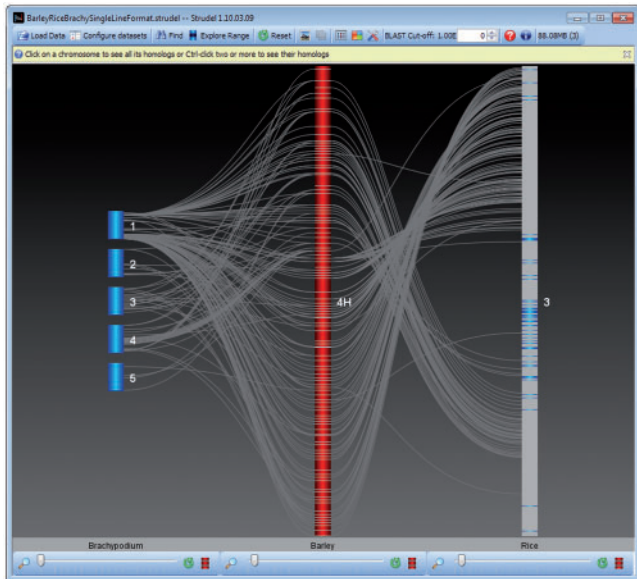 BarleyRiceBrachySingleLineFormat.strudel -- Strudel 1.10.03.09
Load Data Configure datasets Find Explore Range Reset BLAST Cut-off: 1.00E 0 88.08MB (3)
Click on a chromosome to see all its homologs or Ctrl-click two or more to see their homologs
1
2
3 4H 3
4
5
Brachypodium Barley Rice